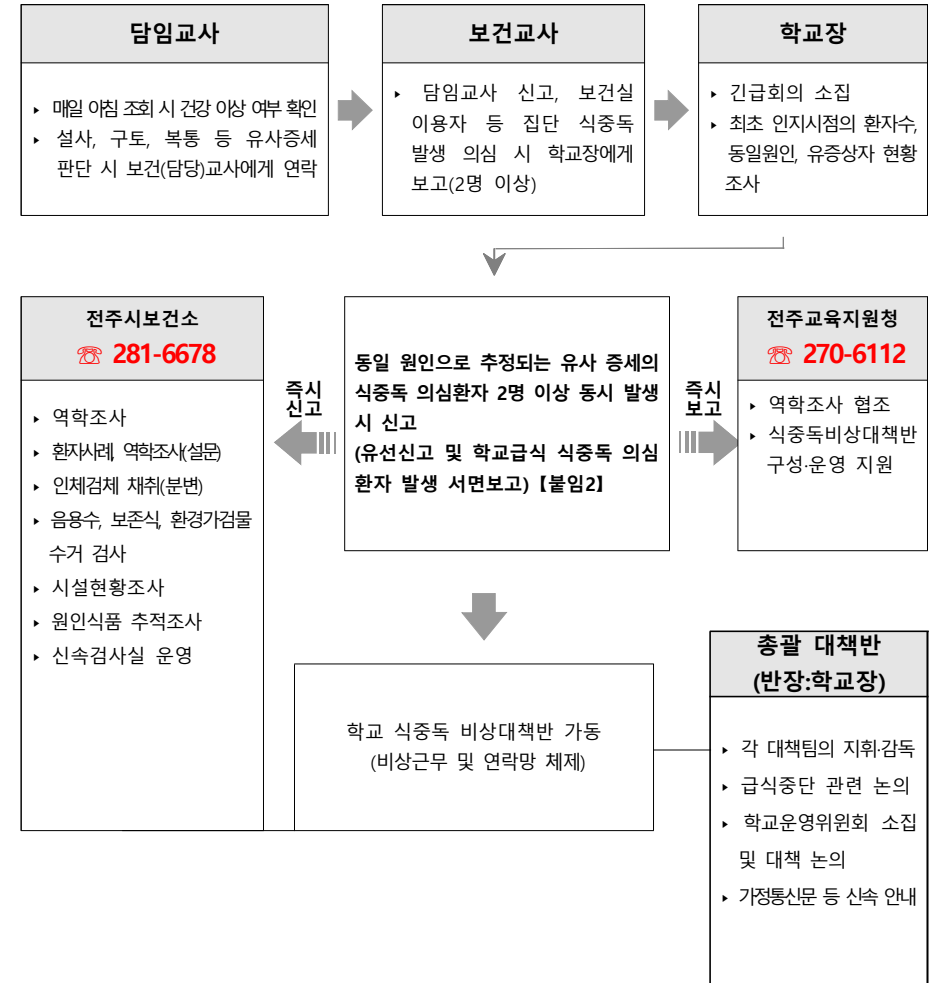 담임교사
▸ 매일 아침 조회 시 건강 이상 여부 확인
▸ 설사, 구토, 복통 등 유사증세
판단 시 보건(담당)교사에게 연락
보건교사
▸ 담임교사 신고, 보건실
이용자 등 집단 식중독
발생 의심 시 학교장에게
보고(2명 이상)
학교장
▸ 긴급회의 소집
▸ 최초 인지시점의 환자수,
동일원인, 유증상자 현황
조사
전주시보건소
☏ 281-6678
▸ 역학조사
▸ 환자사례, 역학조사(설문)
▸ 인체검체 채취(분변)
▸ 음용수, 보존식, 환경가검물
수거 검사
▸ 시설현황조사
▸ 원인식품 추적조사
▸ 신속검사실 운영
즉시
신고
동일 원인으로 추정되는 유사 증세의
식중독 의심환자 2명 이상 동시 발생
시 신고
(유선신고 및 학교급식 식중독 의심
환자 발생 서면보고)【붙임2】
즉시
보고
전주교육지원청
☏ 270-6112
▸ 역학조사 협조
▸ 식중독비상대책반
구성·운영 지원
학교 식중독 비상대책반 가동
(비상근무 및 연락망 체제)
총괄 대책반
(반장:학교장)
▸ 각 대책팀의 지휘·감독
▸ 급식중단 관련 논의
▸ 학교운영위원회 소집
및 대책 논의
▸ 가정통신문 등 신속 안내